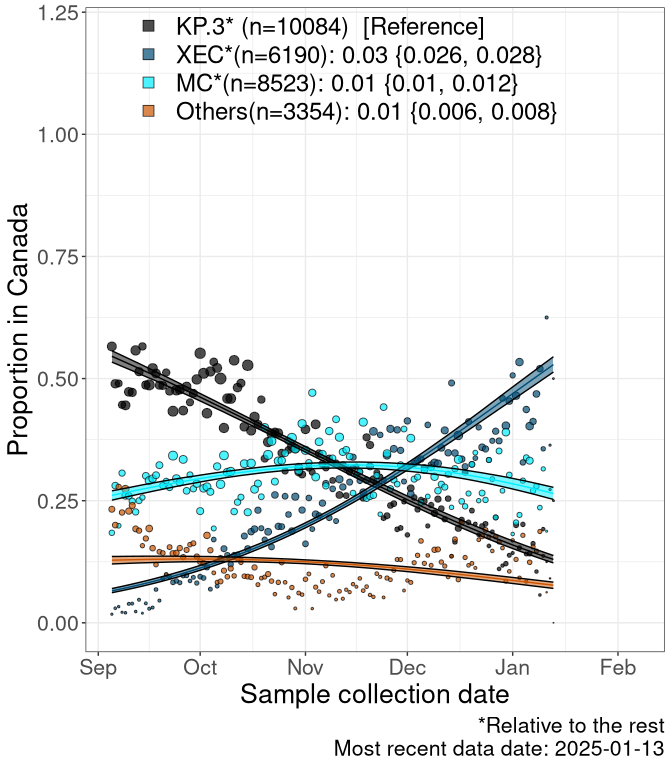 KP.3* (n=10084) [Reference]
XEC*(n=6190): 0.03 {0.026, 0.028}
MC*(n=8523): 0.01 {0.01, 0.012}
Others(n=3354): 0.01 {0.006, 0.008}
1.25
1.00
0.75
0.50
0.25
0.00
Proportion in Canada
Sep Oct Nov Dec Jan Feb
Sample collection date
*Relative to the rest
Most recent data date: 2025-01-13